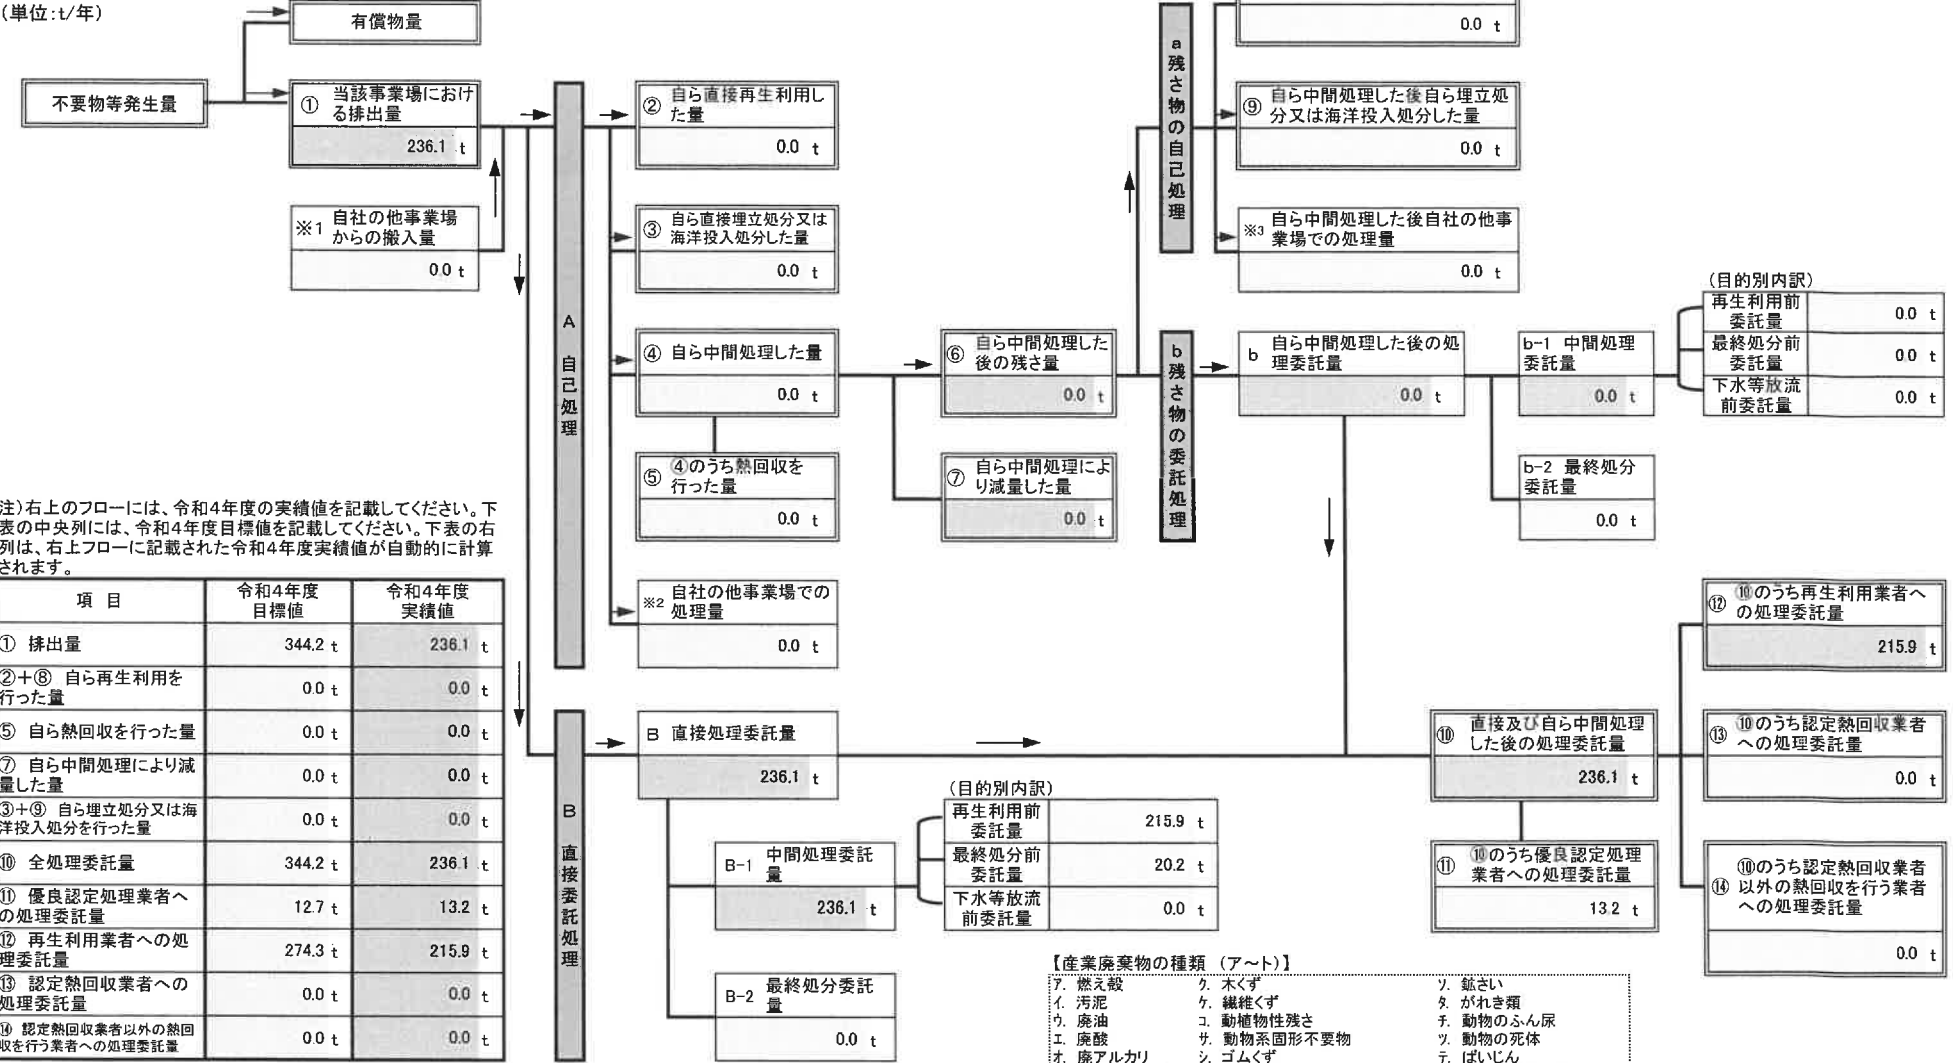 (単位:t/年)
有償物量
不要物等発生量
① 当該事業場におけ
る排出量
236.1 t
※1 自社の他事業場
からの搬入量
0.0 t
A 自己処理
② 自ら直接再生利用し
た量
0.0 t
③ 自ら直接埋立処分又は
海洋投入処分した量
0.0 t
④ 自ら中間処理した量
0.0 t
⑤ ④のうち熱回収を
行った量
0.0 t
※2 自社の他事業場での
処理量
0.0 t
⑥ 自ら中間処理した
後の残さ量
0.0 t
⑦ 自ら中間処理によ
り減量した量
0.0 t
a 残さ物の自己処理
0.0 t
⑨ 自ら中間処理した後自ら埋立処
分又は海洋投入処分した量
0.0 t
※3 自ら中間処理した後自社の他事
業場での処理量
0.0 t
b 残さ物の委託処理
b 自ら中間処理した後の処
理委託量
0.0 t
b-1 中間処理
委託量
0.0 t
(目的別内訳)
再生利用前
委託量
0.0 t
最終処分前
委託量
0.0 t
下水等放流
前委託量
0.0 t
b-2 最終処分
委託量
0.0 t
注)右上のフローには、令和4年度の実績値を記載してください。下
表の中央列には、令和4年度目標値を記載してください。下表の右
列は、右上フローに記載された令和4年度実績値が自動的に計算
されます。
項 目
令和4年度
目標値
令和4年度
実績値
① 排出量 344.2 t 236.1 t
②+⑧ 自ら再生利用を
行った量
0.0 t 0.0 t
⑤ 自ら熱回収を行った量 0.0 t 0.0 t
⑦ 自ら中間処理により減
量した量
0.0 t 0.0 t
③+⑨ 自ら埋立処分又は海
洋投入処分を行った量
0.0 t 0.0 t
⑩ 全処理委託量 344.2 t 236.1 t
⑪ 優良認定処理業者へ
の処理委託量
12.7 t 13.2 t
⑫ 再生利用業者への処
理委託量
274.3 t 215.9 t
⑬ 認定熱回収業者への
処理委託量
0.0 t 0.0 t
⑭ 認定熱回収業者以外の熱回
収を行う業者への処理委託量
0.0 t 0.0 t
B 直接委託処理
B 直接処理委託量
236.1 t
B-1 中間処理委託
量
236.1 t
(目的別内訳)
再生利用前
委託量
215.9 t
最終処分前
委託量
20.2 t
下水等放流
前委託量
0.0 t
B-2 最終処分委託
量
0.0 t
⑩ 直接及び自ら中間処理
した後の処理委託量
236.1 t
⑪ ⑩のうち優良認定処理
業者への処理委託量
13.2 t
⑫ ⑩のうち再生利用業者へ
の処理委託量
215.9 t
⑬ ⑩のうち認定熱回収業者
への処理委託量
0.0 t
⑭ ⑩のうち認定熱回収業者
以外の熱回収を行う業者
への処理委託量
0.0 t
【産業廃棄物の種類 (ア~ト)】
ア. 燃え殻 ク. 木くず ソ. 鉱さい
イ. 汚泥 ケ. 繊維くず タ. がれき類
ウ. 廃油 コ. 動植物性残さ チ. 動物のふん尿
エ. 廃酸 サ. 動物系固形不要物 ツ. 動物の死体
オ. 廃アルカリ シ. ゴムくず テ. ばいじん